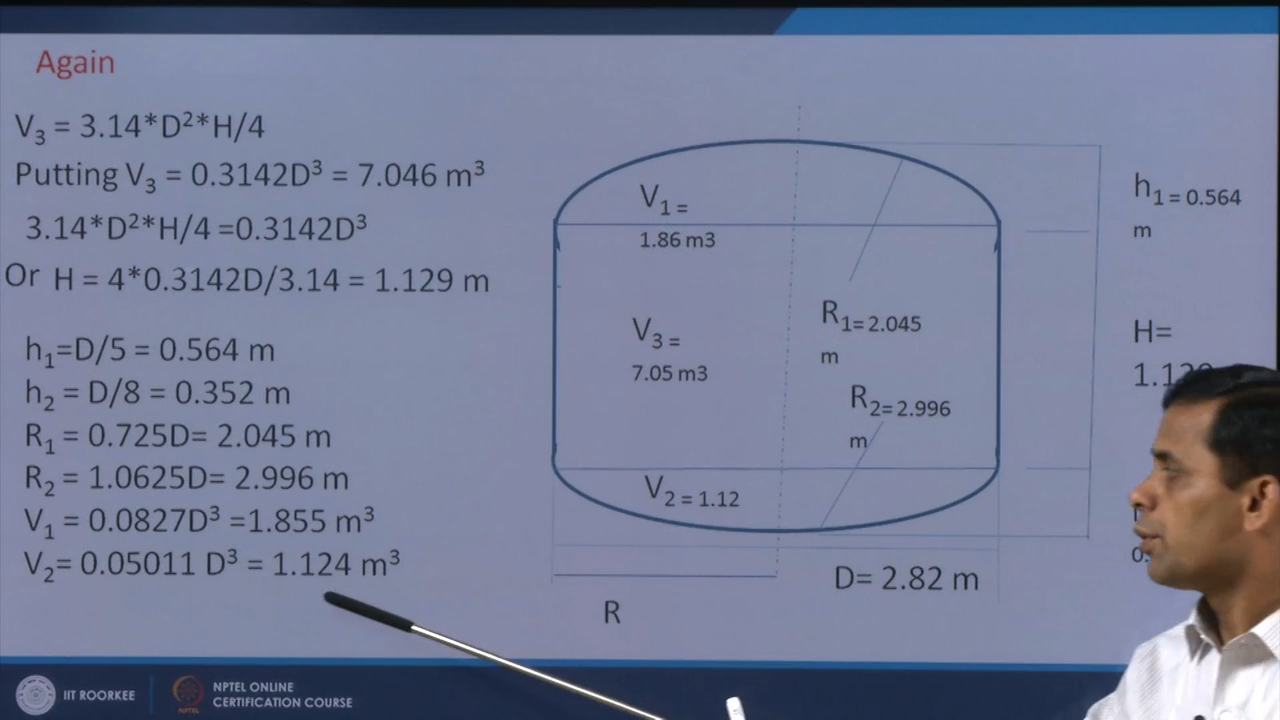 Again
V₃ = 3.14*D²*H/4
Putting V₃ = 0.3142D³ = 7.046 m³
3.14*D²*H/4 =0.3142D³
Or H = 4*0.3142D/3.14 = 1.129 m
h₁=D/5 = 0.564 m
h₂ = D/8 = 0.352 m
R₁ = 0.725D= 2.045 m
R₂ = 1.0625D= 2.996 m
V₁ = 0.0827D³ =1.855 m³
V₂= 0.05011 D³ = 1.124 m³
V₁ =
1.86 m3
V₃ =
7.05 m3
R₁= 2.045
m
R₂= 2.996
m
V₂ = 1.12
R
D= 2.82 m
h₁ = 0.564
m
H=
IIT ROORKEE
NPTEL ONLINE
CERTIFICATION COURSE